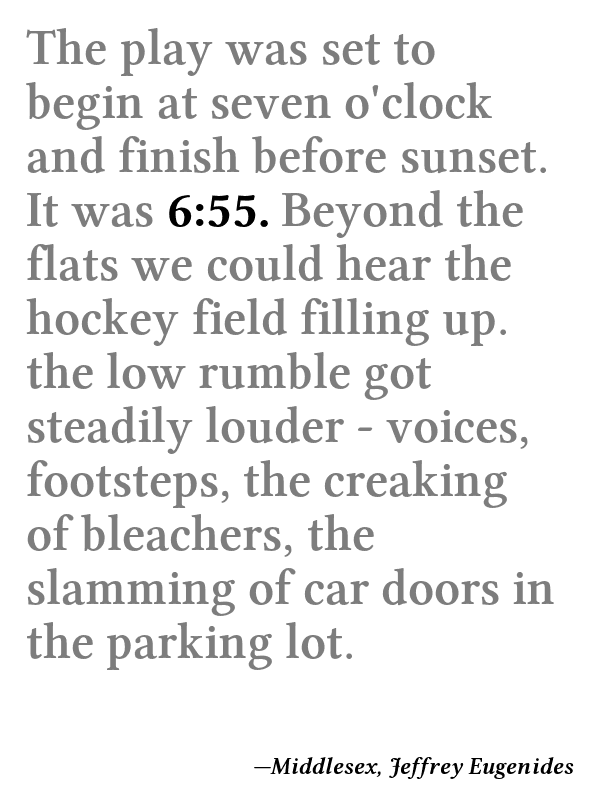 The play was set to
begin at seven o'clock
and finish before sunset.
It was 6:55. Beyond the
flats we could hear the
hockey field filling up.
the low rumble got
steadily louder - voices,
footsteps, the creaking
of bleachers, the
slamming of car doors in
the parking lot.
—Middlesex, Jeffrey Eugenides